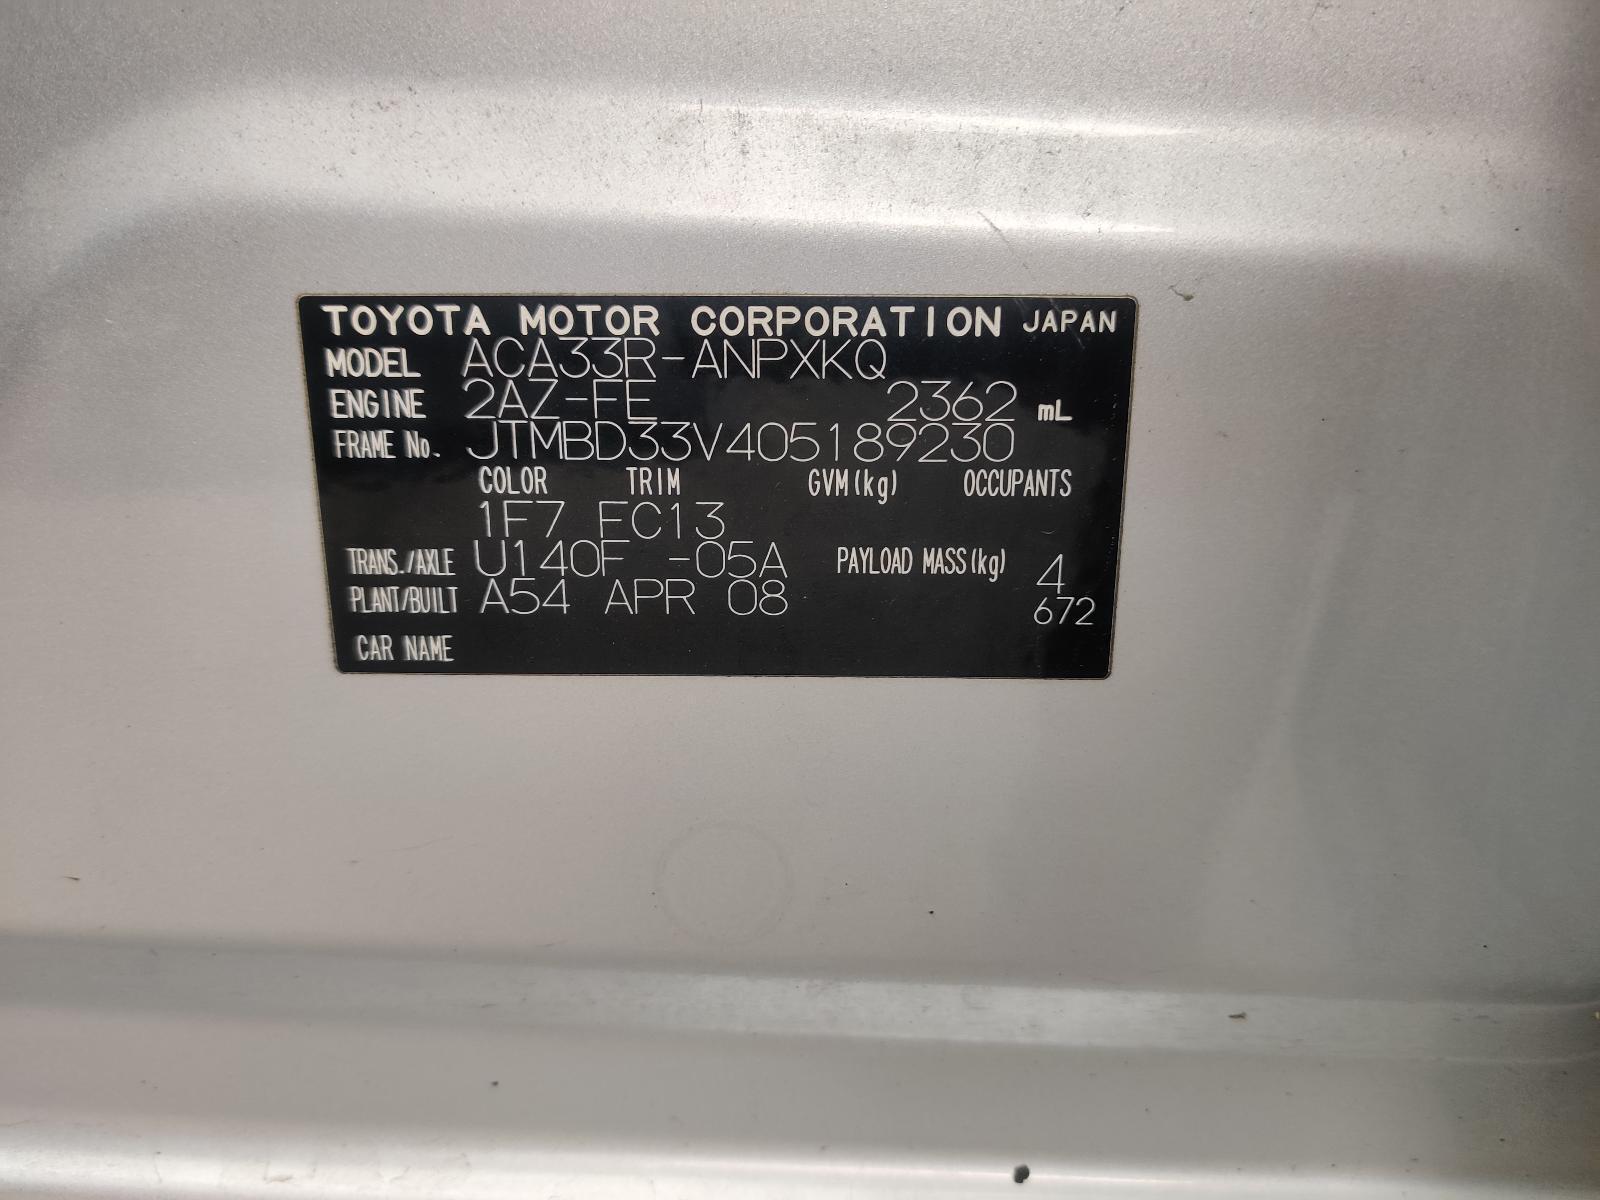 TOYOTA MOTOR CORPORATION JAPAN
MODEL ACA33R-ANPXKQ
ENGINE 2AZ-FE 2362 mL
FRAME No. JTMBD33V405189230
COLOR TRIM GVM(kg) OCCUPANTS
1F7 FC13
TRANS./AXLE U140F -05A PAYLOAD MASS(kg) 4
PLANT/BUILT A54 APR 08 672
CAR NAME